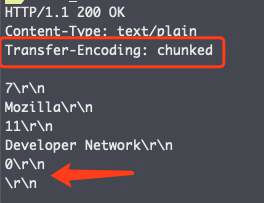 HTTP/1.1 200 OK
Content-Type: text/plain
Transfer-Encoding: chunked
7\r\n
Mozilla\r\n
11\r\n
Developer Network\r\n
0\r\n
\r\n